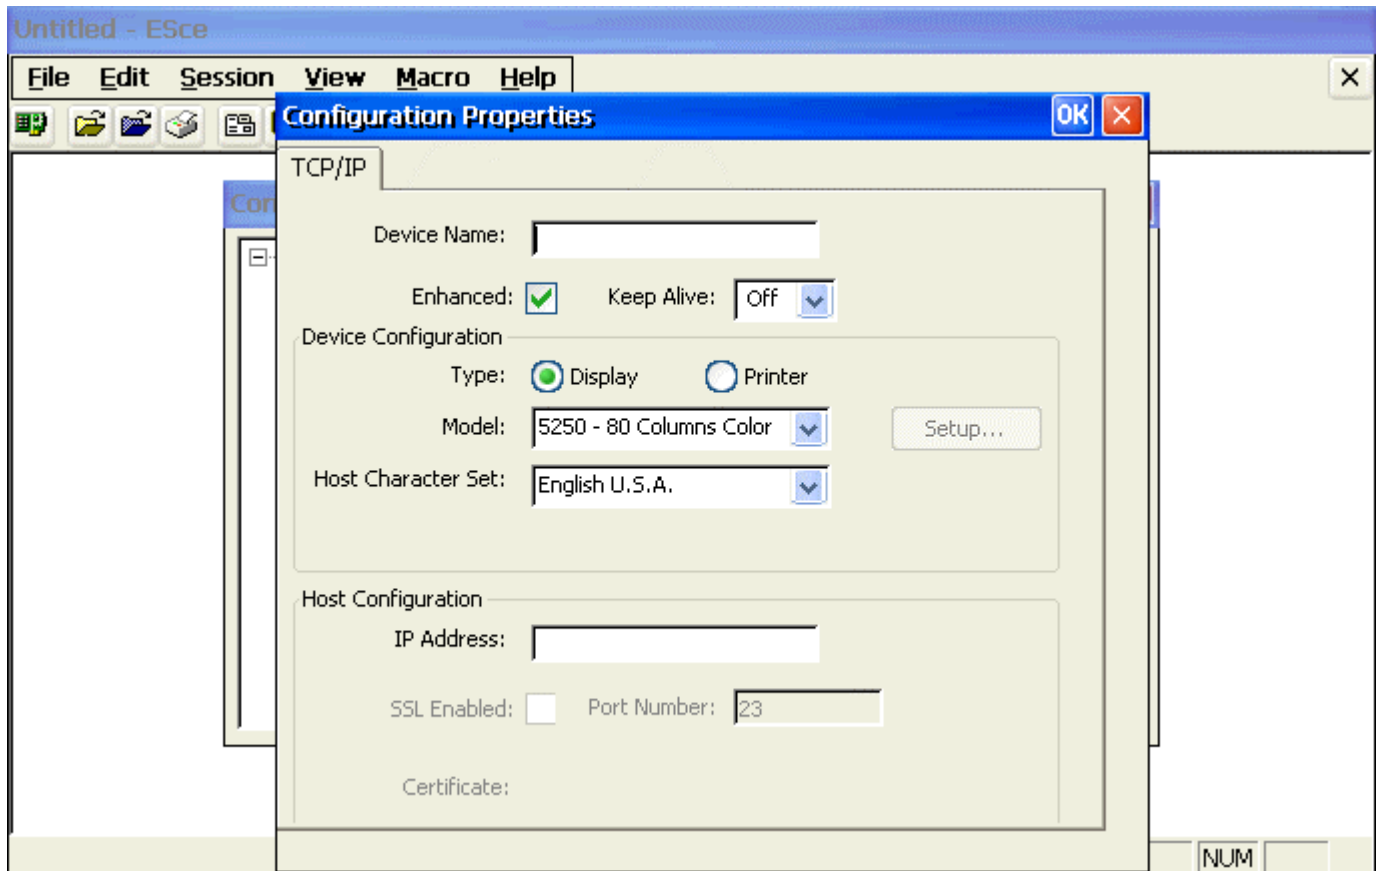 Untitled - ESce
File Edit Session View Macro Help
Configuration Properties OK
TCP/IP
Device Name:
Enhanced: Keep Alive: Off
Device Configuration
Type: Display Printer
Model: 5250 - 80 Columns Color Setup...
Host Character Set: English U.S.A.
Host Configuration
IP Address:
SSL Enabled: Port Number: 23
Certificate:
NUM